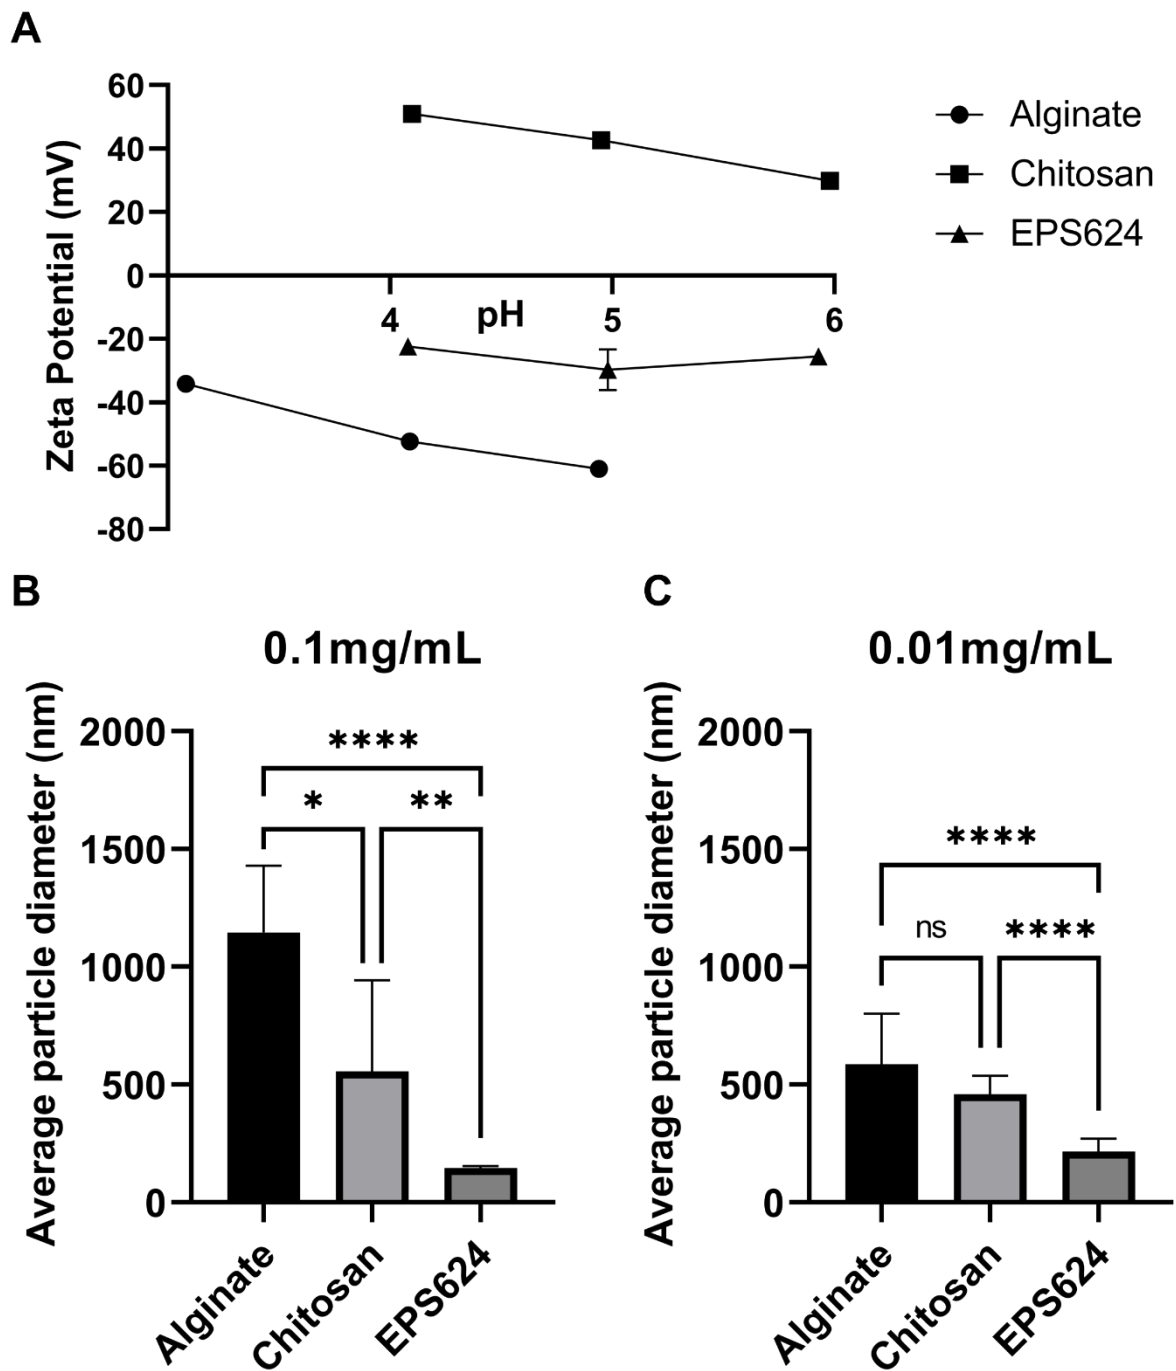 A
60
40
20
0
-20
-40
-60
-80
Zeta Potential (mV)
4
pH
5
6
Alginate
Chitosan
EPS624
B
0.1mg/mL
2000
1500
1000
500
0
Average particle diameter (nm)
****
*
**
Alginate
Chitosan
EPS624
C
0.01mg/mL
2000
1500
1000
500
0
Average particle diameter (nm)
****
ns
****
Alginate
Chitosan
EPS624